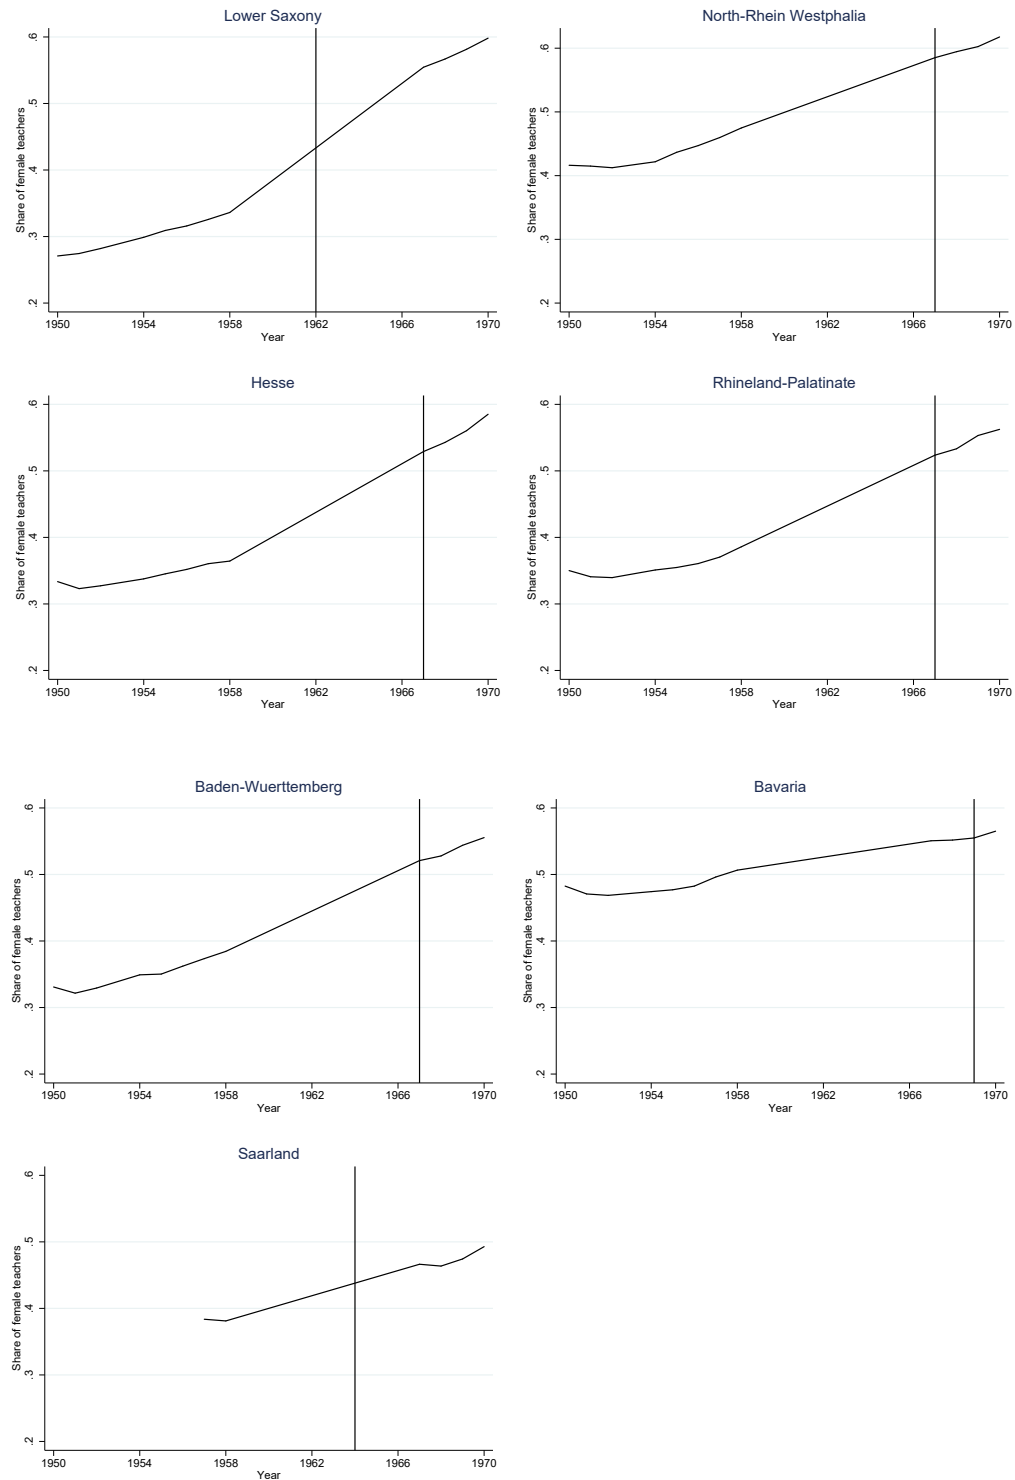 Lower Saxony
Share of female teachers
.6
.5
.4
.3
.2
1950 1954 1958 1962 1966 1970
Year
North-Rhein Westphalia
Share of female teachers
.6
.5
.4
.3
.2
1950 1954 1958 1962 1966 1970
Year
Hesse
Share of female teachers
.6
.5
.4
.3
.2
1950 1954 1958 1962 1966 1970
Year
Rhineland-Palatinate
Share of female teachers
.6
.5
.4
.3
.2
1950 1954 1958 1962 1966 1970
Year
Baden-Wuerttemberg
Share of female teachers
.6
.5
.4
.3
.2
1950 1954 1958 1962 1966 1970
Year
Bavaria
Share of female teachers
.6
.5
.4
.3
.2
1950 1954 1958 1962 1966 1970
Year
Saarland
Share of female teachers
.6
.5
.4
.3
.2
1950 1954 1958 1962 1966 1970
Year